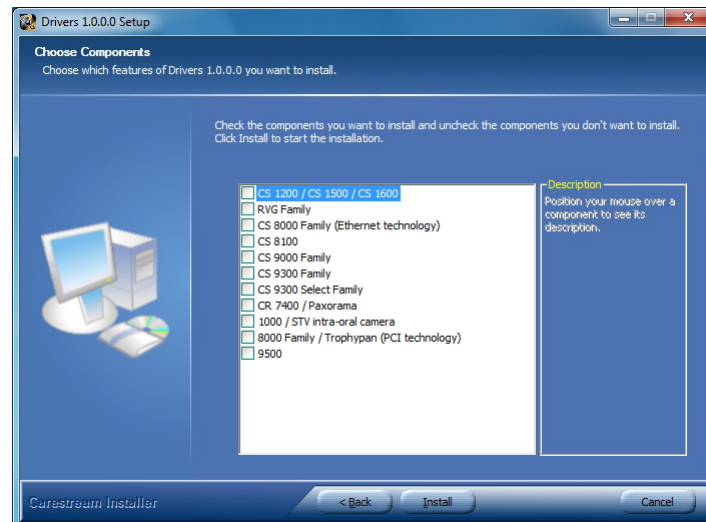 Drivers 1.0.0.0 Setup
Choose Components
Choose which features of Drivers 1.0.0.0 you want to install.
Check the components you want to install and uncheck the components you don't want to install.
Click Install to start the installation.
CS 1200 / CS 1500 / CS 1600
RVG Family
CS 8000 Family (Ethernet technology)
CS 8100
CS 9000 Family
CS 9300 Family
CS 9300 Select Family
CR 7400 / Paxorama
1000 / STV intra-oral camera
8000 Family / Trophypan (PCI technology)
9500
Description
Position your mouse over a
component to see its
description.
Carestream Installer
< Back
Install
Cancel